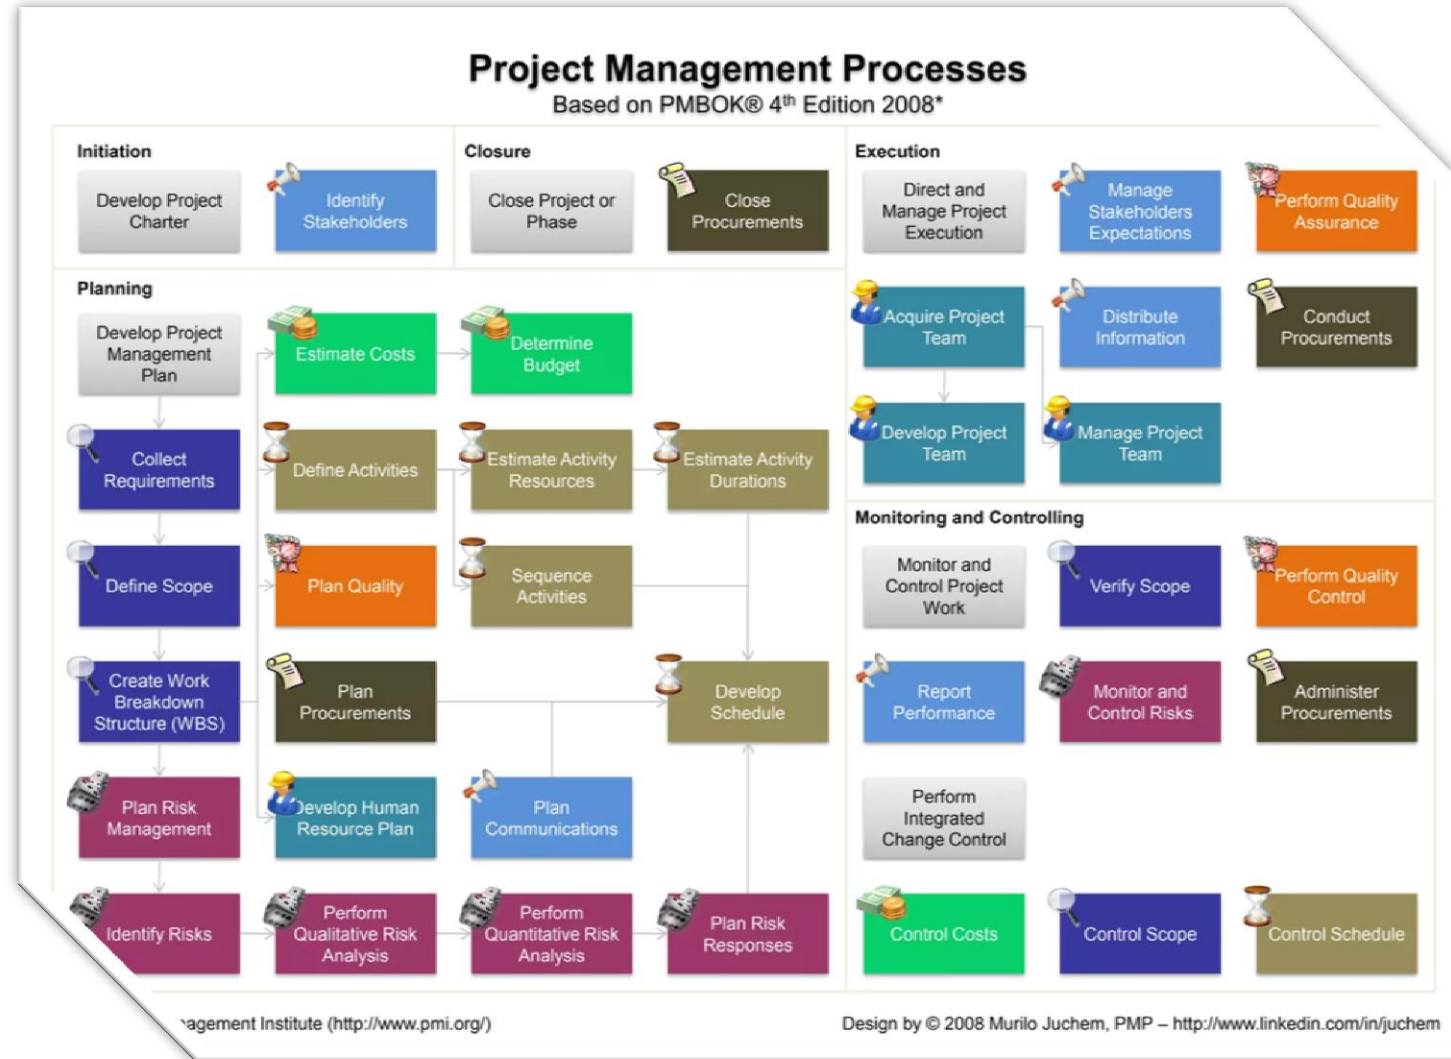 Project Management Processes
Based on PMBOK® 4th Edition 2008*
Initiation
Develop Project
Charter
Identify
Stakeholders
Closure
Close Project or
Phase
Close
Procurements
Execution
Direct and
Manage Project
Execution
Manage
Stakeholders
Expectations
Perform Quality
Assurance
Acquire Project
Team
Distribute
Information
Conduct
Procurements
Develop Project
Team
Manage Project
Team
Planning
Develop Project
Management
Plan
Estimate Costs
Determine
Budget
Collect
Requirements
Define Activities
Estimate Activity
Resources
Estimate Activity
Durations
Define Scope
Plan Quality
Sequence
Activities
Create Work
Breakdown
Structure (WBS)
Plan
Procurements
Develop
Schedule
Plan Risk
Management
Develop Human
Resource Plan
Plan
Communications
Identify Risks
Perform
Qualitative Risk
Analysis
Perform
Quantitative Risk
Analysis
Plan Risk
Responses
Monitoring and Controlling
Monitor and
Control Project
Work
Verify Scope
Perform Quality
Control
Report
Performance
Monitor and
Control Risks
Administer
Procurements
Perform
Integrated
Change Control
Control Costs
Control Scope
Control Schedule
Institute (http://www.pmi.org/)
Design by © 2008 Murilo Juchem, PMP – http://www.linkedin.com/in/juchem